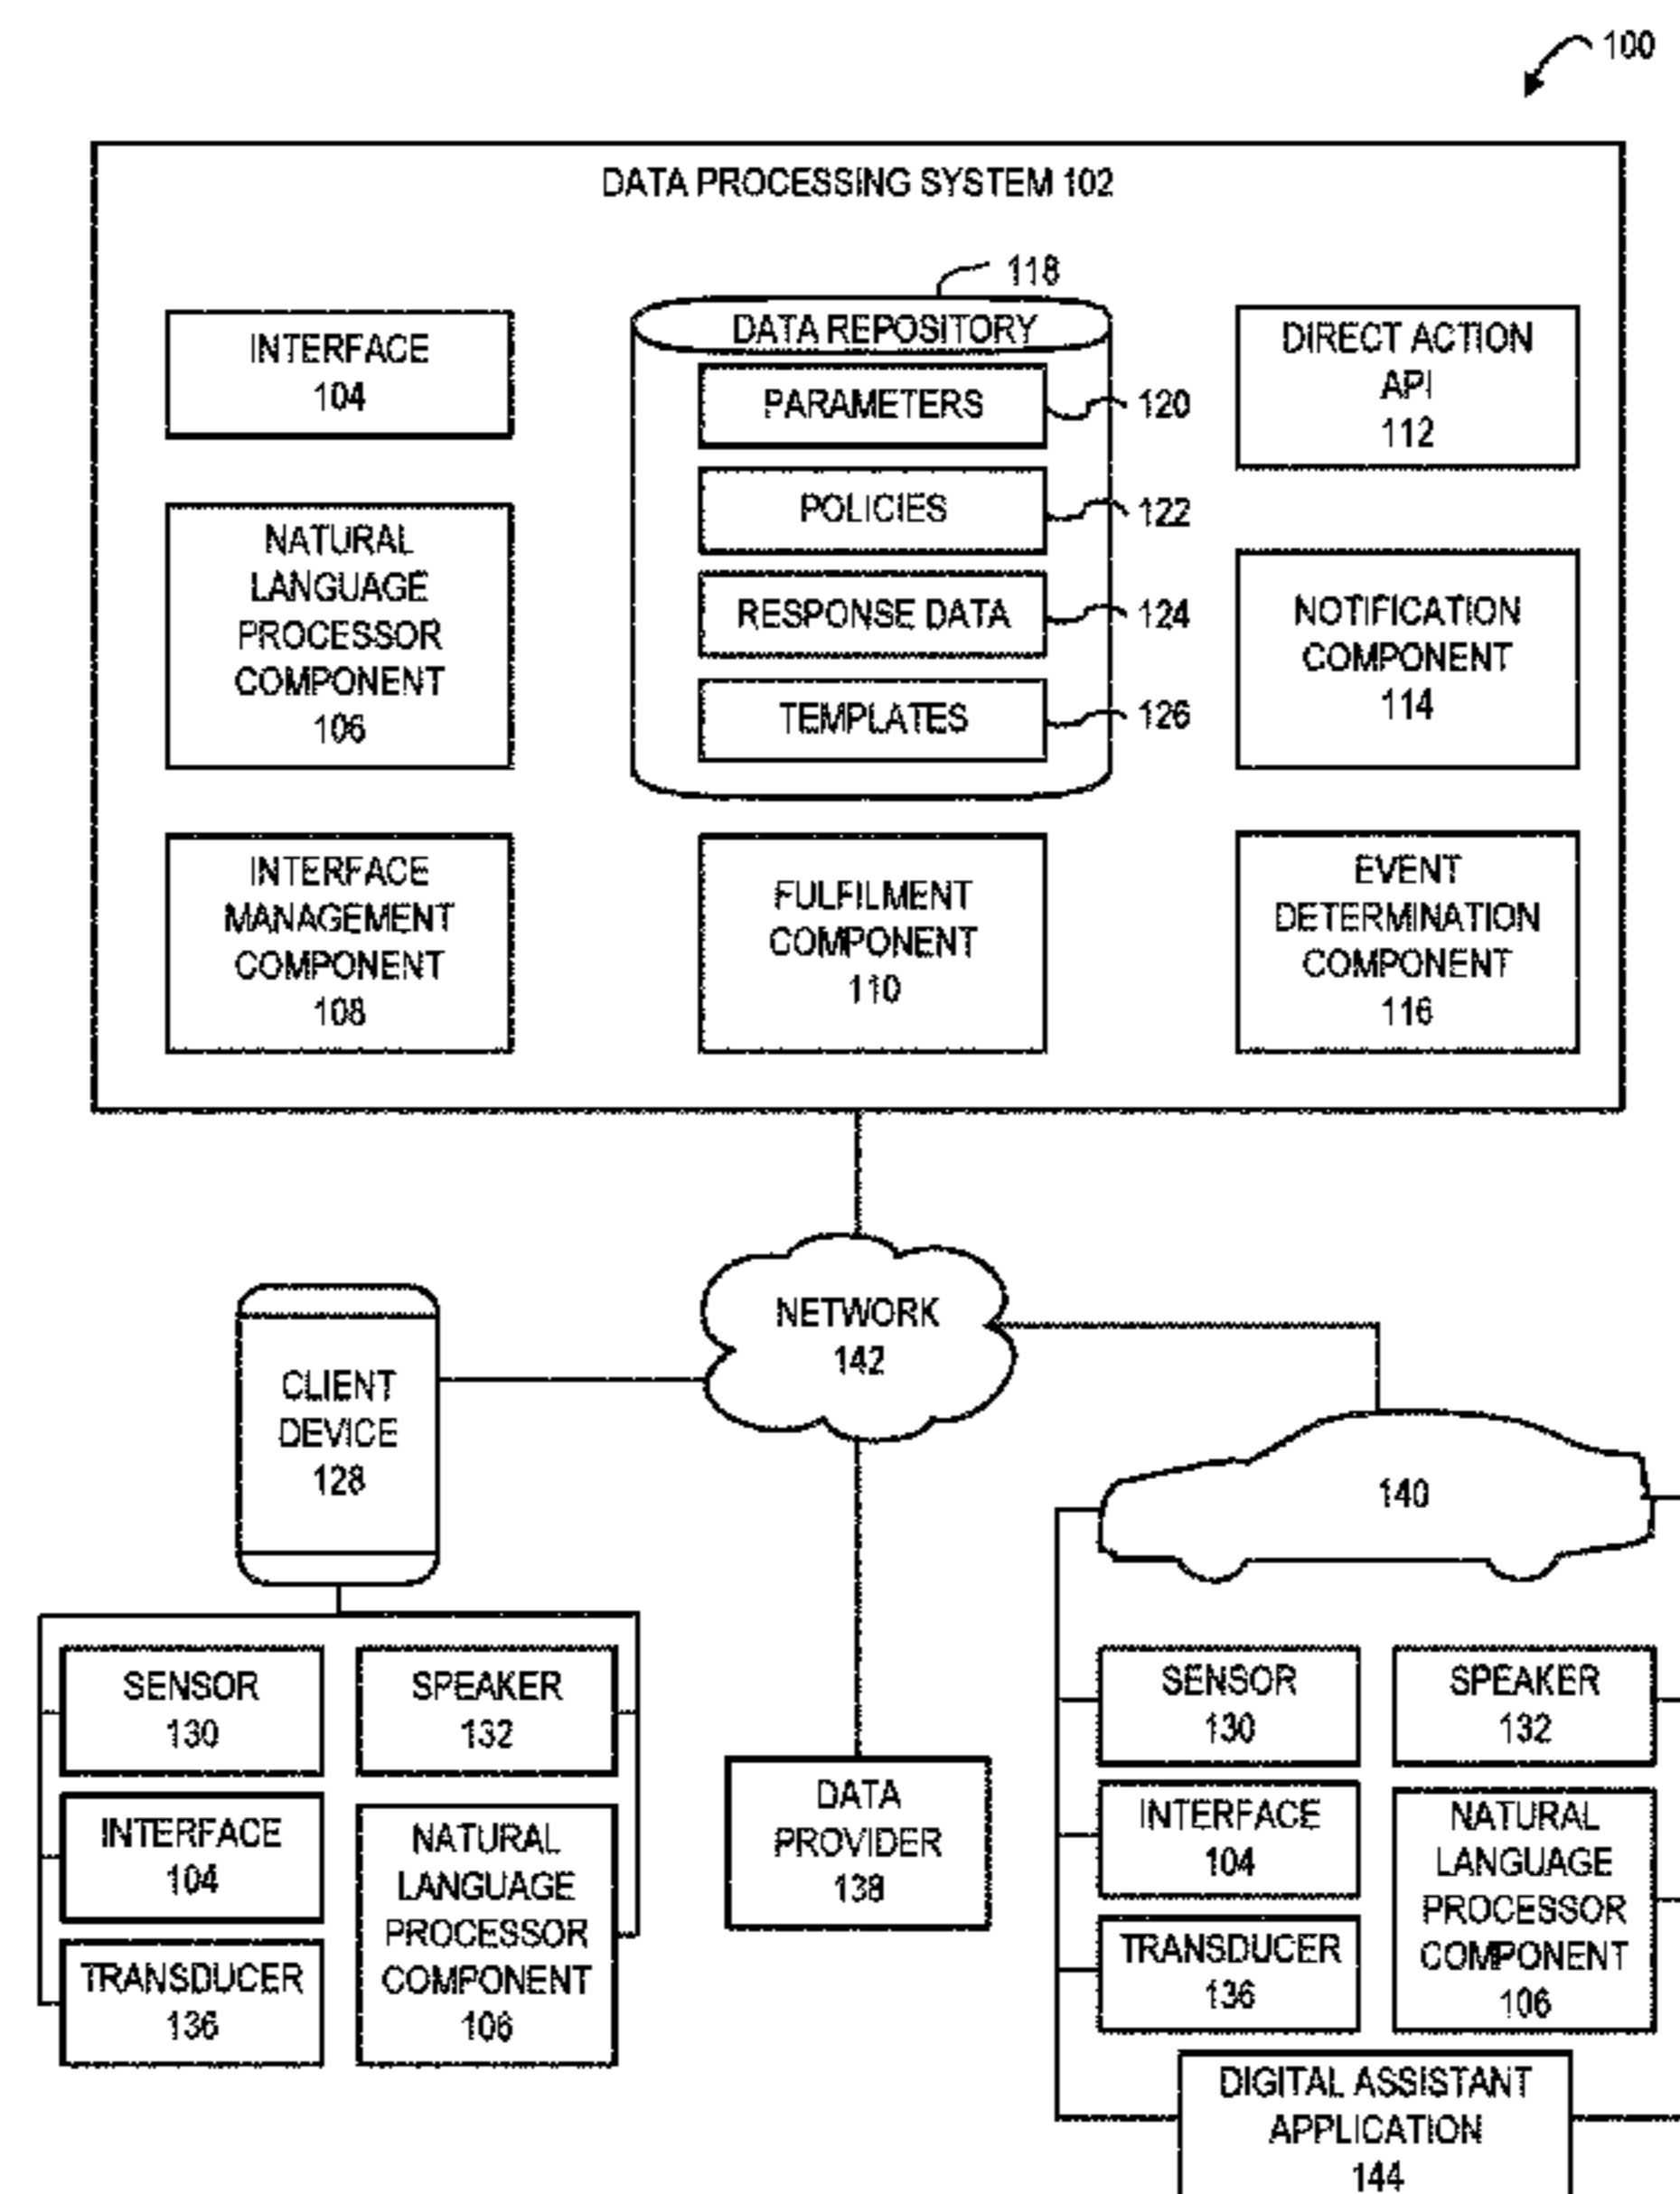 100
DATA PROCESSING SYSTEM 102
118
INTERFACE
104
NATURAL
LANGUAGE
PROCESSOR
COMPONENT
106
INTERFACE
MANAGEMENT
COMPONENT
108
DATA REPOSITORY
PARAMETERS
120
POLICIES
122
RESPONSE DATA
124
TEMPLATES
126
FULFILMENT
COMPONENT
110
DIRECT ACTION
API
112
NOTIFICATION
COMPONENT
114
EVENT
DETERMINATION
COMPONENT
116
NETWORK
142
CLIENT
DEVICE
128
140
SENSOR
130
SPEAKER
132
INTERFACE
104
NATURAL
LANGUAGE
PROCESSOR
COMPONENT
106
TRANSDUCER
136
DATA
PROVIDER
138
SENSOR
130
SPEAKER
132
INTERFACE
104
NATURAL
LANGUAGE
PROCESSOR
COMPONENT
106
TRANSDUCER
136
DIGITAL ASSISTANT
APPLICATION
144